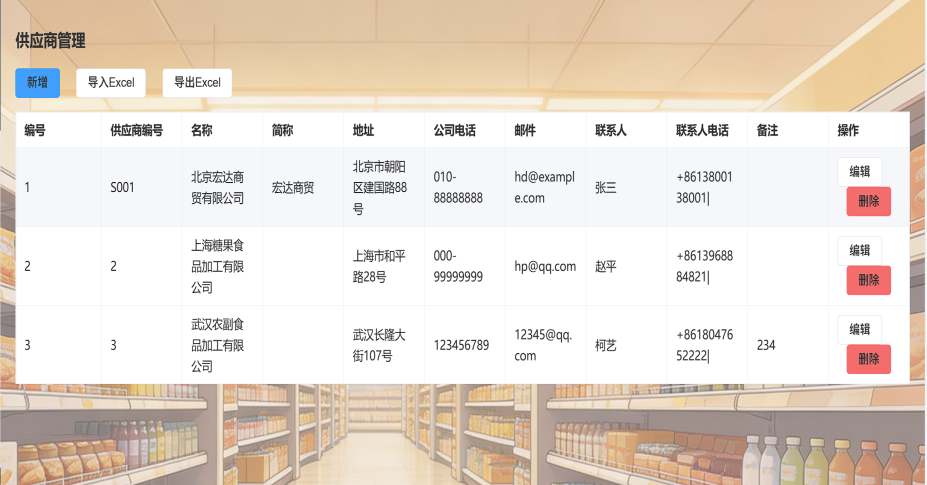 供应商管理
新增 导入Excel 导出Excel
编号 供应商编号 名称 简称 地址 公司电话 邮件 联系人 联系人电话 备注 操作
1 S001 北京宏达商贸有限公司 宏达商贸 北京市朝阳区建国路88号 010-88888888 hd@example.com 张三 +8613800138001| 编辑 删除
2 2 上海糖果食品加工有限公司 上海市和平路28号 000-99999999 hp@qq.com 赵平 +8613968884821| 编辑 删除
3 3 武汉农副食品加工有限公司 武汉长隆大街107号 123456789 12345@qq.com 柯艺 +8618047652222| 234 编辑 删除